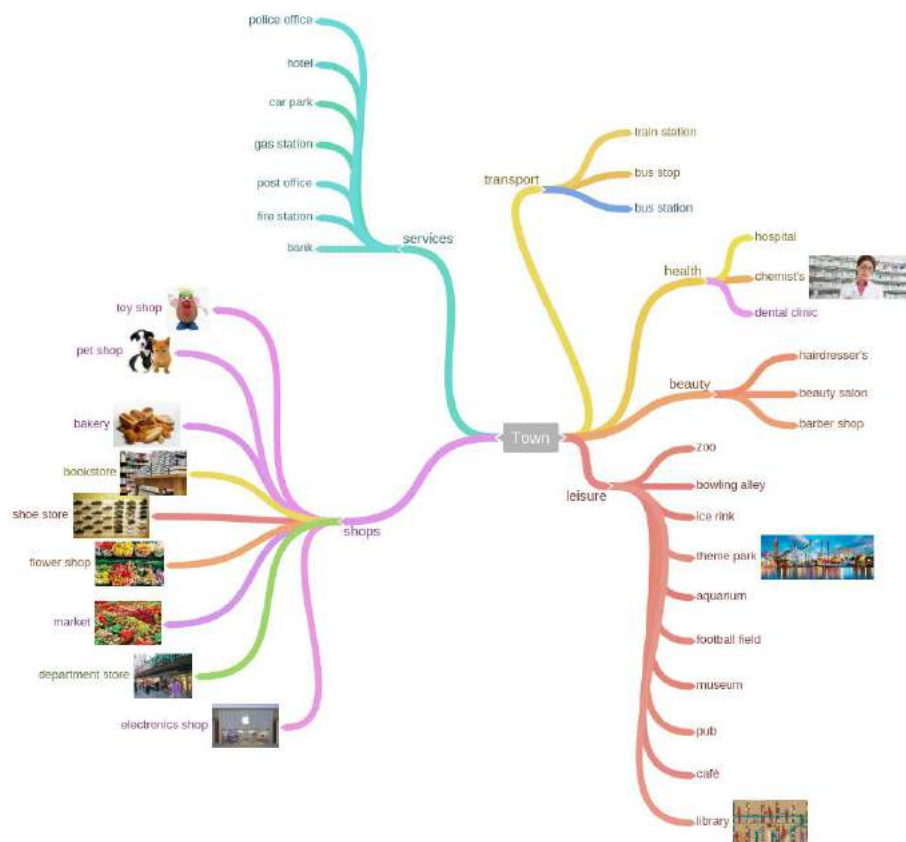 Town
services
police office
hotel
car park
gas station
post office
fire station
bank
transport
train station
bus stop
bus station
health
hospital
chemist's
dental clinic
beauty
hairdresser's
beauty salon
barber shop
leisure
zoo
bowling alley
ice rink
theme park
aquarium
football field
museum
pub
café
library
shops
toy shop
pet shop
bakery
bookstore
shoe store
flower shop
market
department store
electronics shop